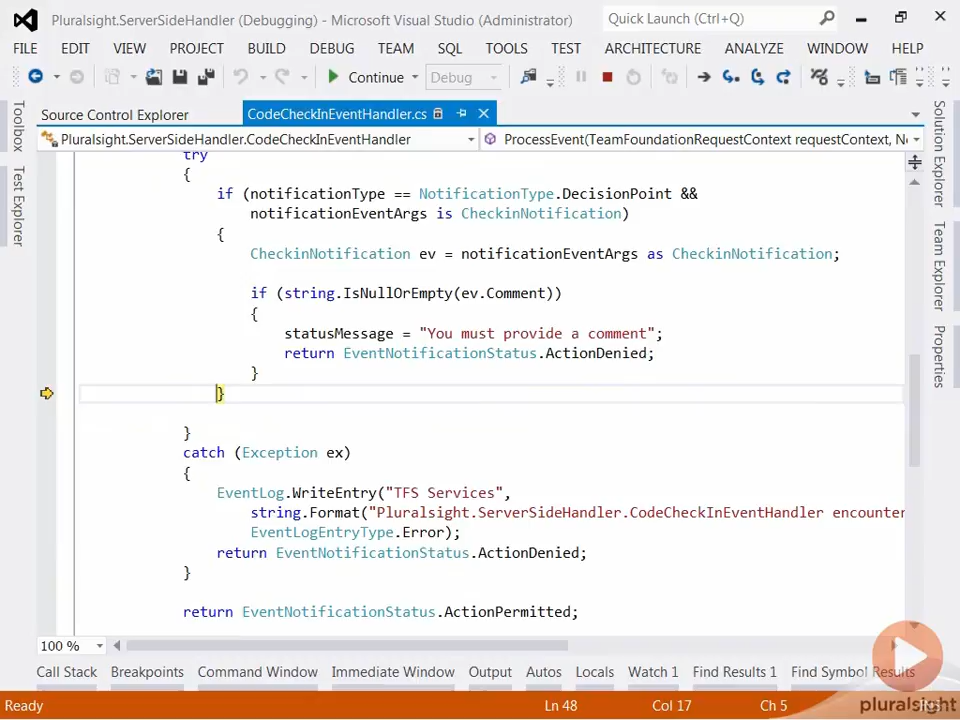 Pluralsight.ServerSideHandler (Debugging) - Microsoft Visual Studio (Administrator)
Quick Launch (Ctrl+Q)
FILE EDIT VIEW PROJECT BUILD DEBUG TEAM SQL TOOLS TEST ARCHITECTURE ANALYZE WINDOW HELP
Continue Debug
Source Control Explorer CodeCheckInEventHandler.cs
Pluralsight.ServerSideHandler.CodeCheckInEventHandler ProcessEvent(TeamFoundationRequestContext requestContext, No
Toolbox
Test Explorer
Solution Explorer
Team Explorer
Properties
try
{
if (notificationType == NotificationType.DecisionPoint &&
notificationEventArgs is CheckinNotification)
{
CheckinNotification ev = notificationEventArgs as CheckinNotification;
if (string.IsNullOrEmpty(ev.Comment))
{
statusMessage = "You must provide a comment";
return EventNotificationStatus.ActionDenied;
}
}
}
catch (Exception ex)
{
EventLog.WriteEntry("TFS Services",
string.Format("Pluralsight.ServerSideHandler.CodeCheckInEventHandler encounter
EventLogEntryType.Error);
return EventNotificationStatus.ActionDenied;
}
return EventNotificationStatus.ActionPermitted;
100 %
Call Stack Breakpoints Command Window Immediate Window Output Autos Locals Watch 1 Find Results 1 Find Symbol Results
Ready Ln 48 Col 17 Ch 5
pluralsight